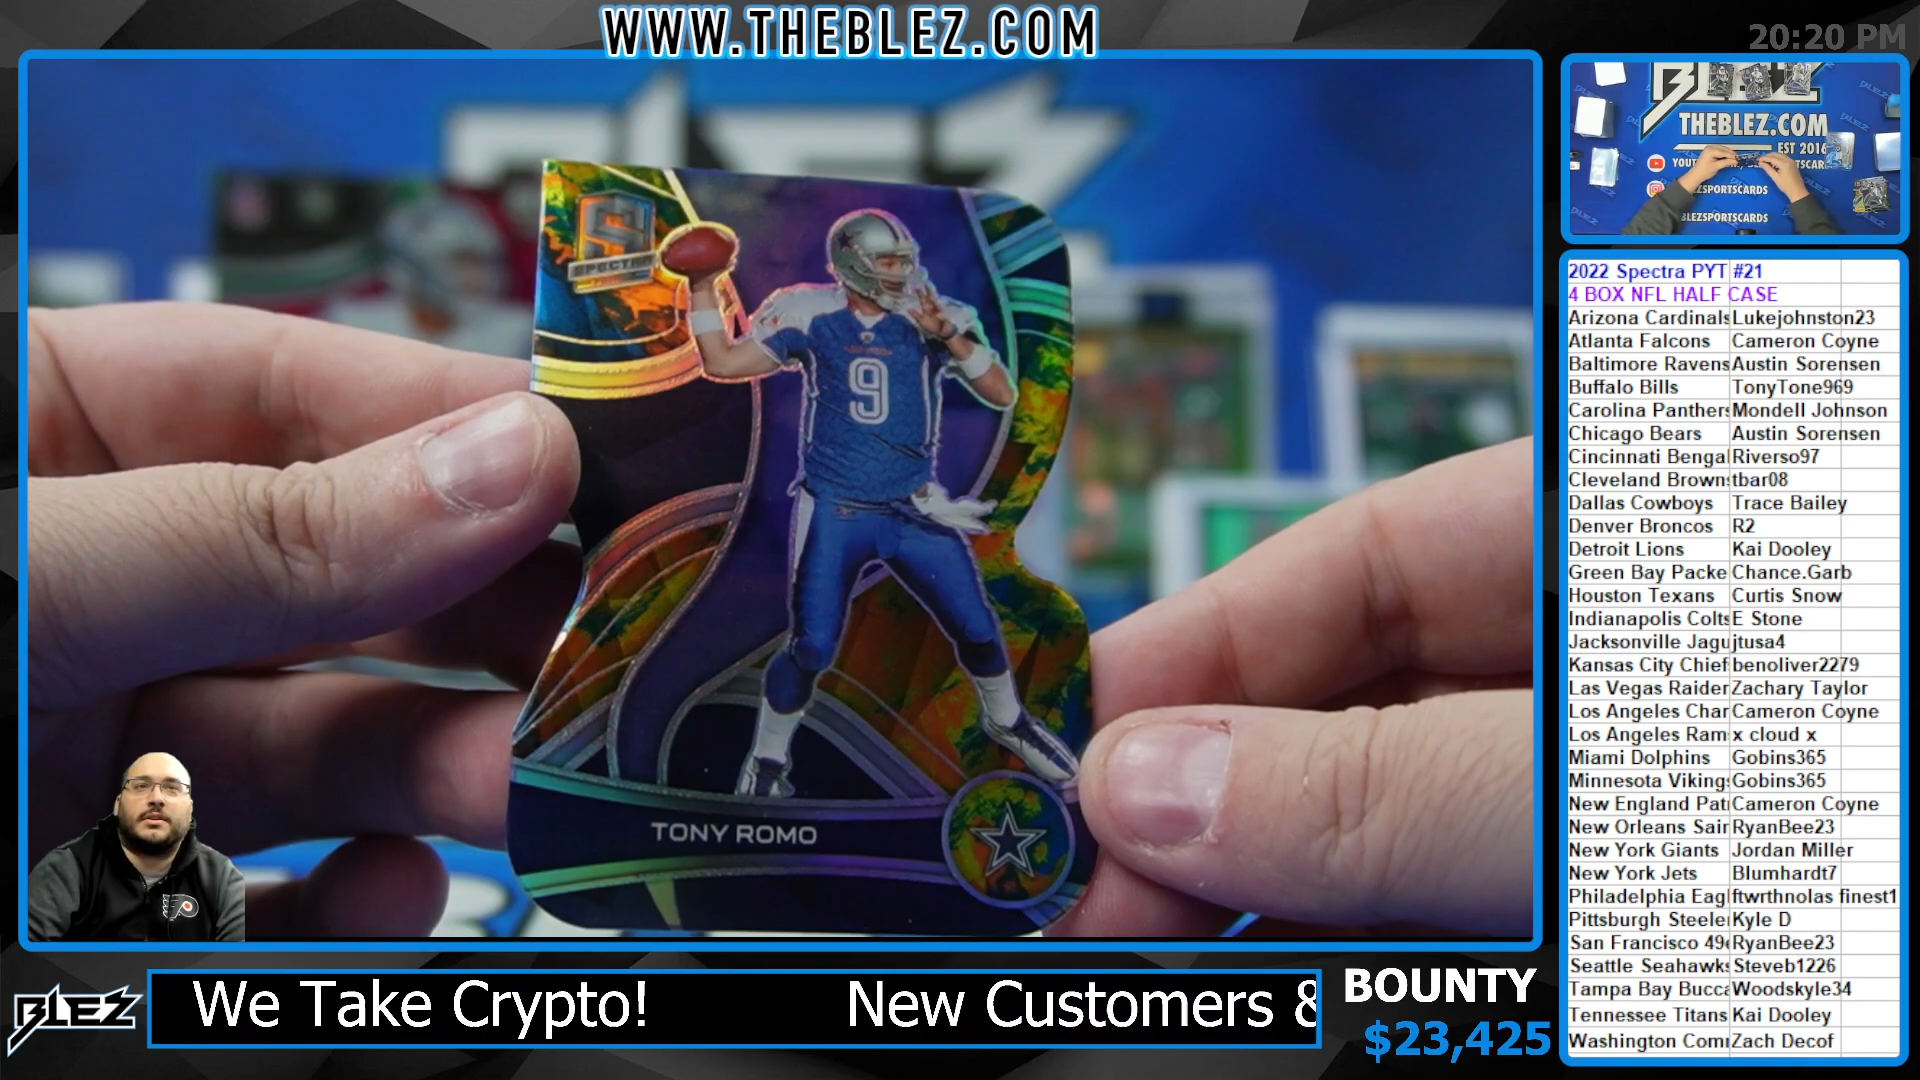 WWW.THEBLEZ.COM
20:20 PM
SPECTRA
9
TONY ROMO
BLEZ
THEBLEZ.COM
EST 2016
BLEZSPORTSCARDS
2022 Spectra PYT #21
4 BOX NFL HALF CASE
Arizona Cardinals Lukejohnston23
Atlanta Falcons Cameron Coyne
Baltimore Ravens Austin Sorensen
Buffalo Bills TonyTone969
Carolina Panthers Mondell Johnson
Chicago Bears Austin Sorensen
Cincinnati Bengal Riverso97
Cleveland Browns tbar08
Dallas Cowboys Trace Bailey
Denver Broncos R2
Detroit Lions Kai Dooley
Green Bay Packe Chance.Garb
Houston Texans Curtis Snow
Indianapolis Colts E Stone
Jacksonville Jagu jtusa4
Kansas City Chief benoliver2279
Las Vegas Raider Zachary Taylor
Los Angeles Char Cameron Coyne
Los Angeles Ram x cloud x
Miami Dolphins Gobins365
Minnesota Viking Gobins365
New England Pat Cameron Coyne
New Orleans Sain RyanBee23
New York Giants Jordan Miller
New York Jets Blumhardt7
Philadelphia Eagl ftwrthnolas finest1
Pittsburgh Steele Kyle D
San Francisco 49 RyanBee23
Seattle Seahawks Steveb1226
Tampa Bay Bucca Woodskyle34
Tennessee Titans Kai Dooley
Washington Com Zach Decof
BLEZ
We Take Crypto! New Customers &
BOUNTY
$23,425